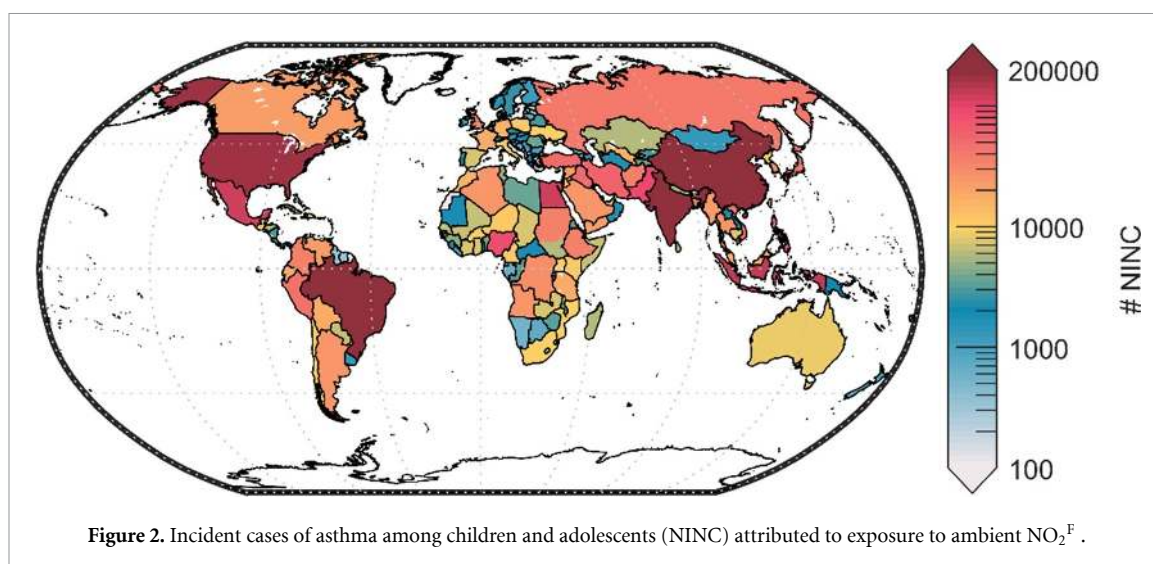 200000
10000
1000
100
# NINC
Figure 2. Incident cases of asthma among children and adolescents (NINC) attributed to exposure to ambient NO₂ᶠ .